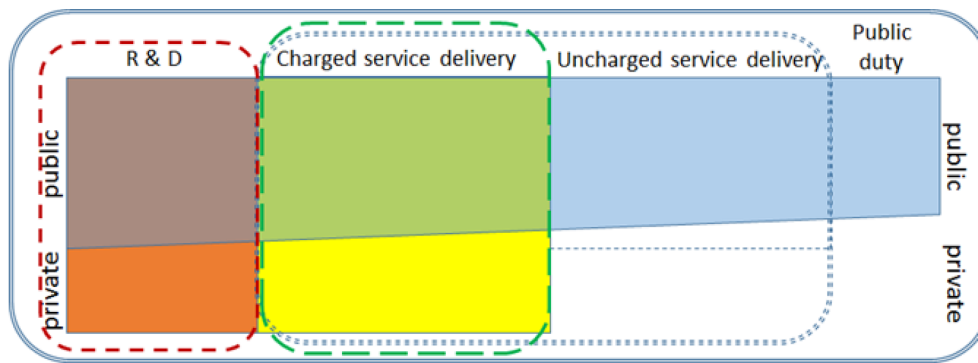 R & D
Charged service delivery
Uncharged service delivery
Public
duty
public
private
public
private